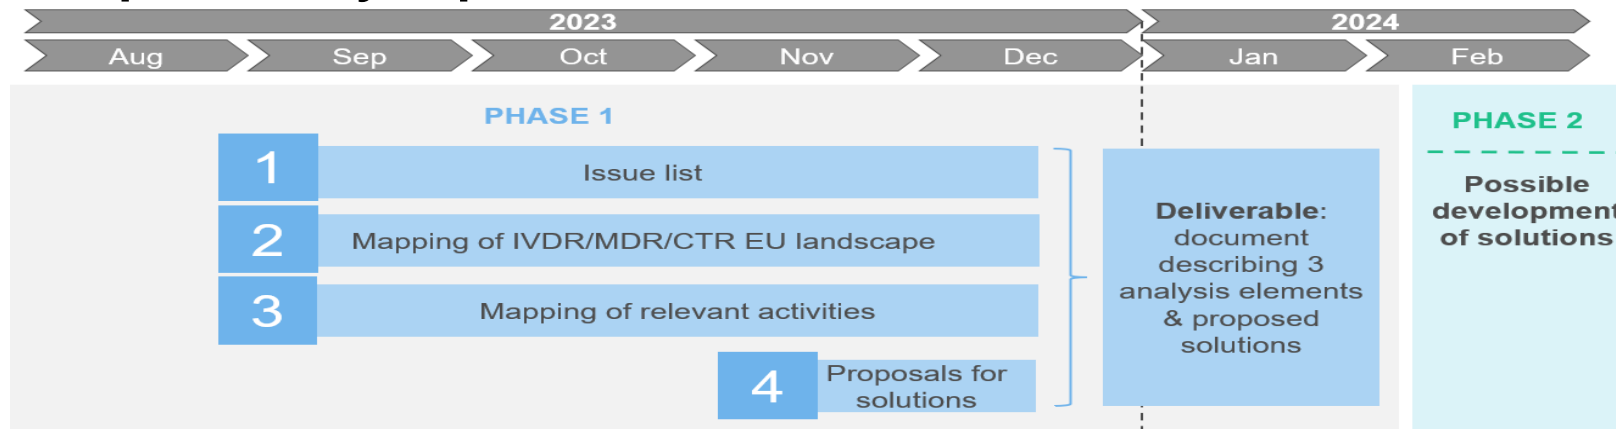 2023 2024
Aug Sep Oct Nov Dec Jan Feb
PHASE 1
1 Issue list
2 Mapping of IVDR/MDR/CTR EU landscape
3 Mapping of relevant activities
4 Proposals for
solutions
Deliverable:
document
describing 3
analysis elements
& proposed
solutions
PHASE 2
Possible
development
of solutions